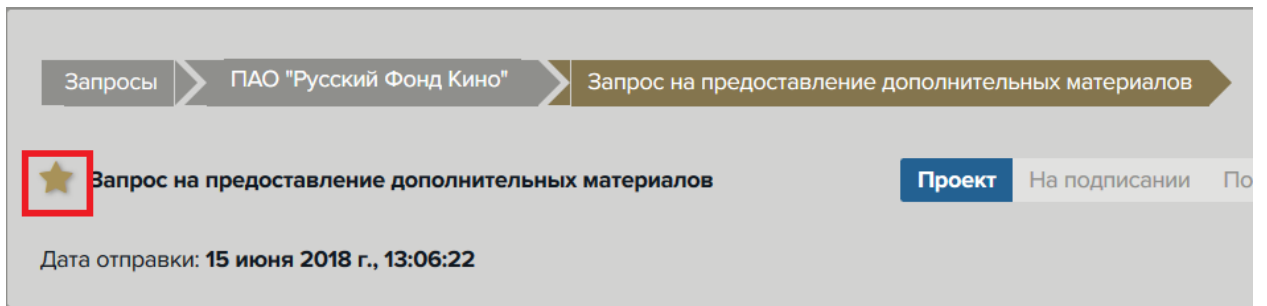 Запросы ПАО "Русский Фонд Кино" Запрос на предоставление дополнительных материалов
Запрос на предоставление дополнительных материалов Проект На подписании По
Дата отправки: 15 июня 2018 г., 13:06:22